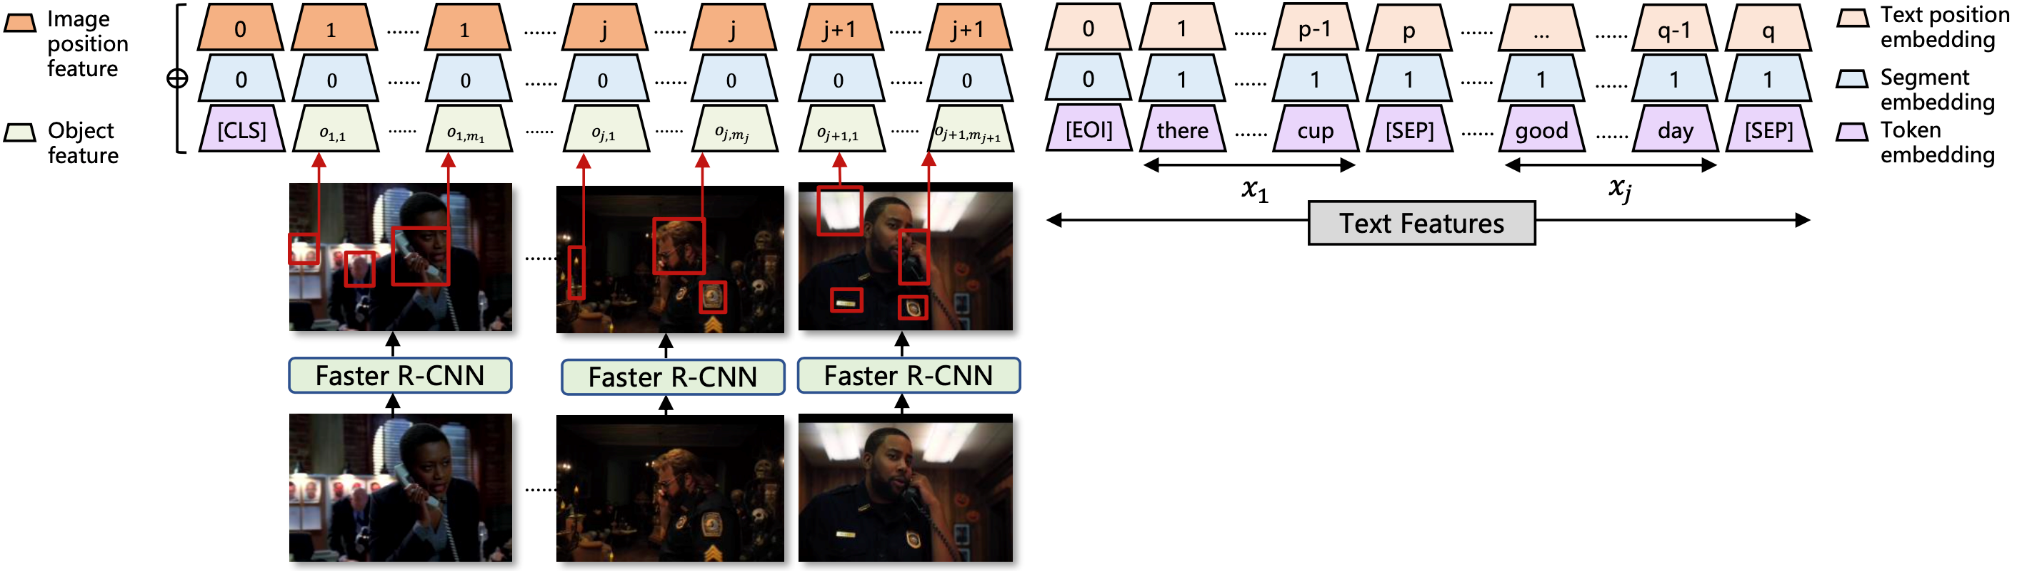 Image position feature
0 1 ...... 1 ...... j ...... j j+1 ...... j+1
0 1 ...... p-1 p ...... ... ...... q-1 q
Text position embedding
⊕
0 0 ...... 0 ...... 0 ...... 0 0 ...... 0
0 1 ...... 1 1 ...... 1 ...... 1 1
Segment embedding
Object feature
[CLS] o1,1 ...... o1,m1 ...... oj,1 ...... oj,mj oj+1,1 ...... oj+1,mj+1
[EOI] there ...... cup [SEP] ...... good ...... day [SEP]
Token embedding
x1 xj
Text Features
......
Faster R-CNN Faster R-CNN Faster R-CNN
......